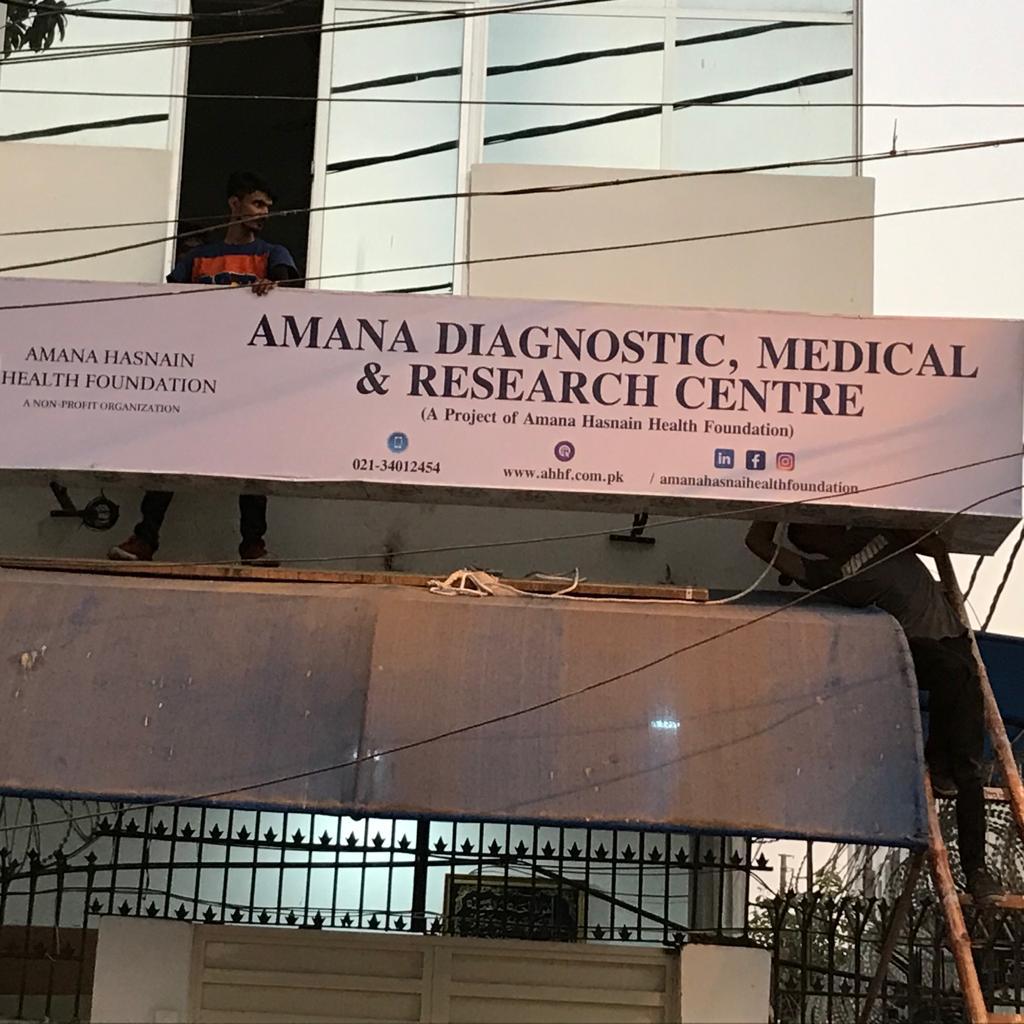 AMANA HASNAIN
HEALTH FOUNDATION
A NON-PROFIT ORGANIZATION
AMANA DIAGNOSTIC, MEDICAL
& RESEARCH CENTRE
(A Project of Amana Hasnain Health Foundation)
021-34012454
www.ahhf.com.pk
/ amanahasnaihealthfoundation